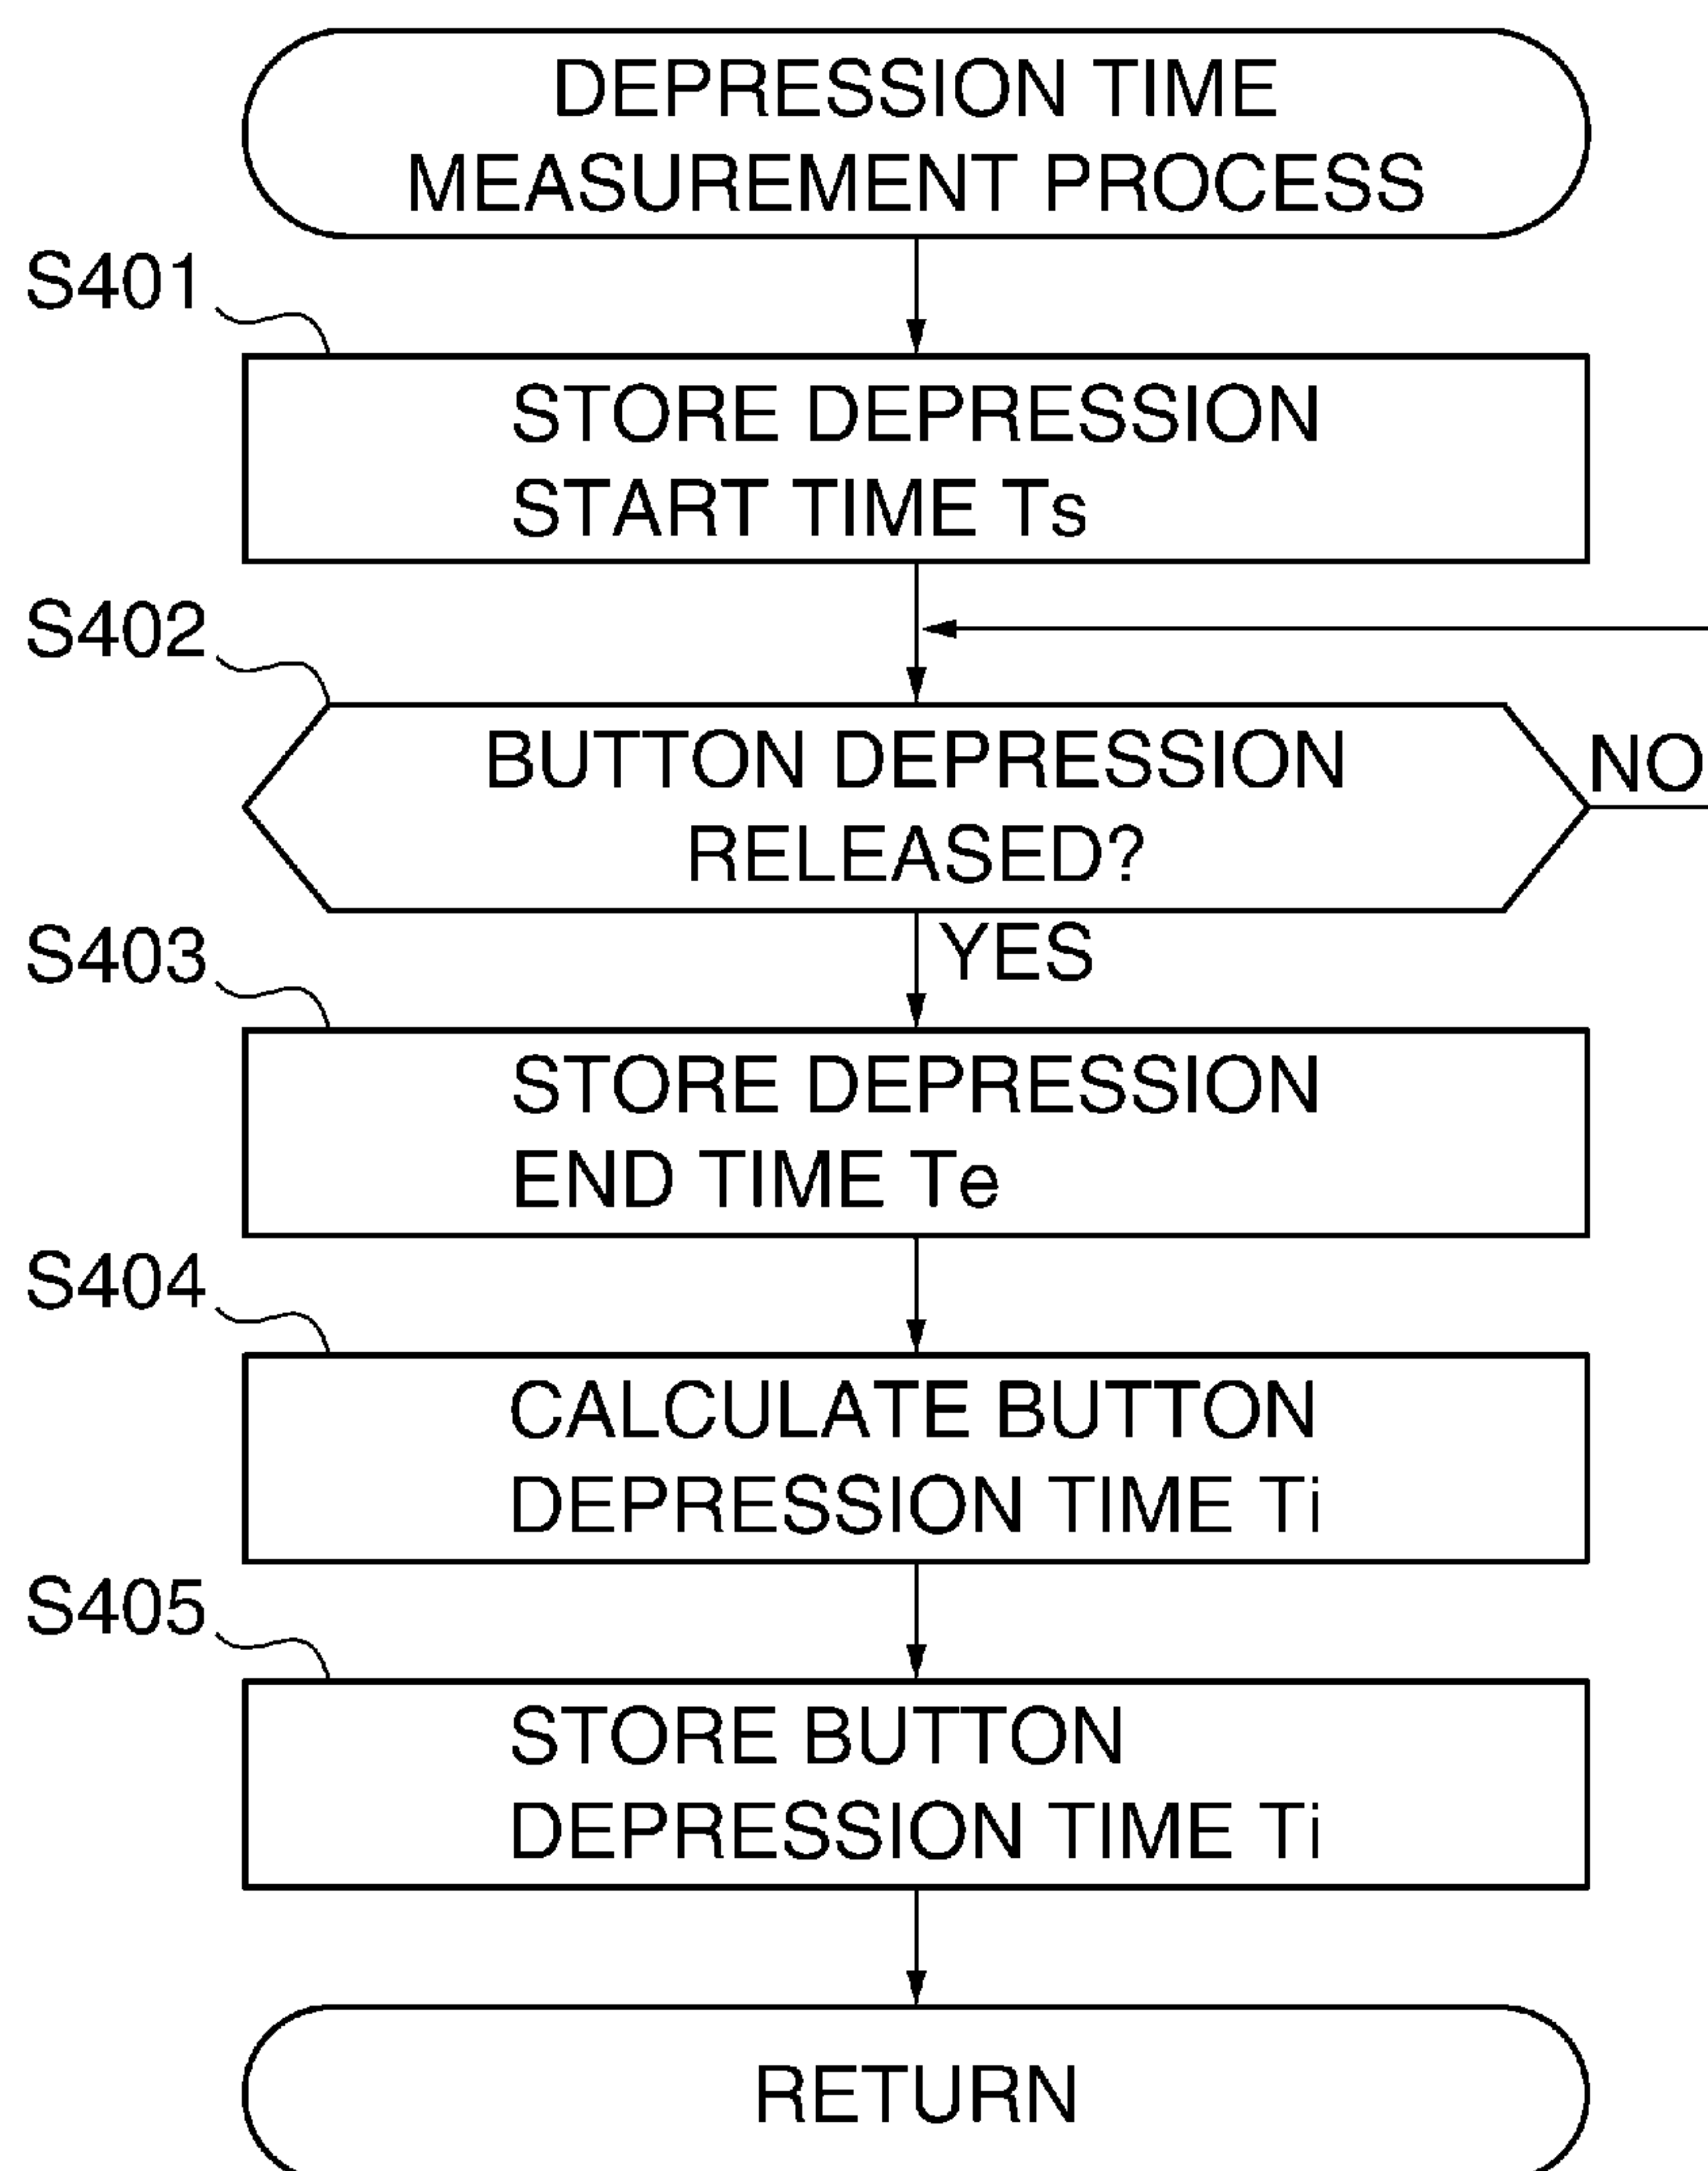 DEPRESSION TIME
MEASUREMENT PROCESS
S401
STORE DEPRESSION
START TIME Ts
S402
BUTTON DEPRESSION
RELEASED?
NO
YES
S403
STORE DEPRESSION
END TIME Te
S404
CALCULATE BUTTON
DEPRESSION TIME Ti
S405
STORE BUTTON
DEPRESSION TIME Ti
RETURN